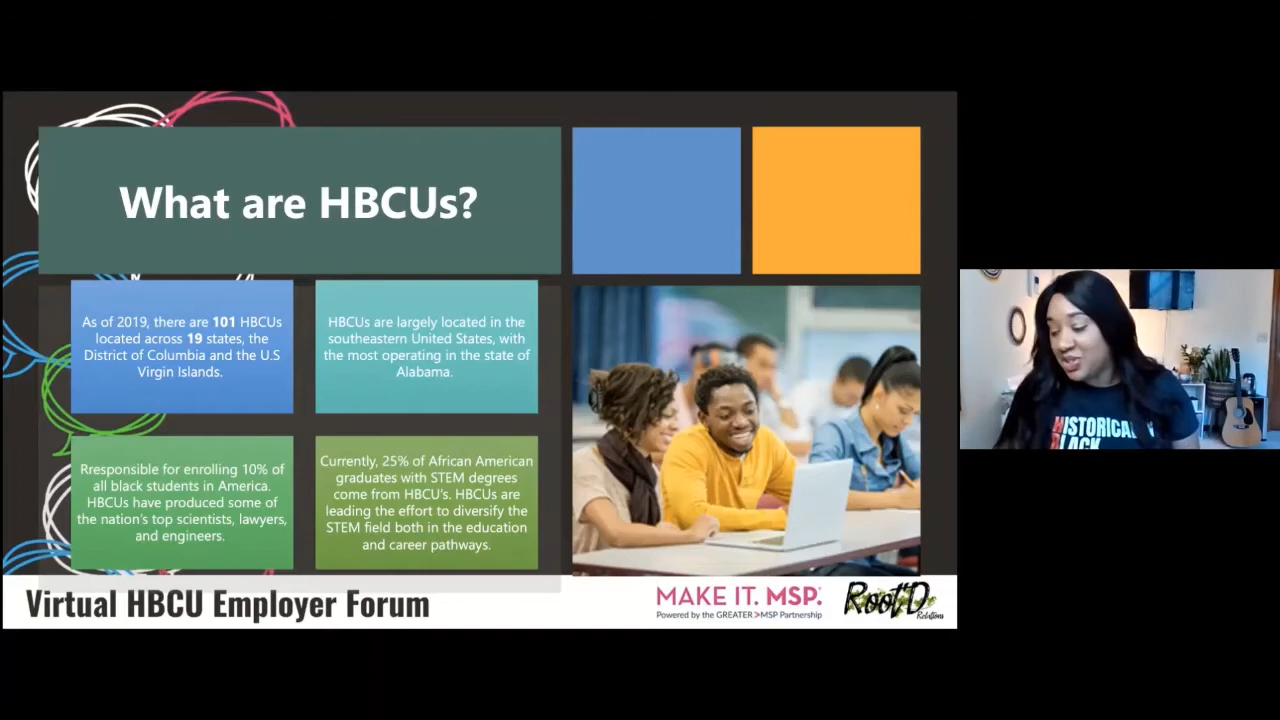 What are HBCUs?
As of 2019, there are 101 HBCUs
located across 19 states, the
District of Columbia and the U.S
Virgin Islands.
HBCUs are largely located in the
southeastern United States, with
the most operating in the state of
Alabama.
Rresponsible for enrolling 10% of
all black students in America.
HBCUs have produced some of
the nation's top scientists, lawyers,
and engineers.
Currently, 25% of African American
graduates with STEM degrees
come from HBCU's. HBCUs are
leading the effort to diversify the
STEM field both in the education
and career pathways.
Virtual HBCU Employer Forum
MAKE IT. MSP.
Powered by the GREATER>MSP Partnership
Root'D
Relations
HISTORICALLY
BLACK